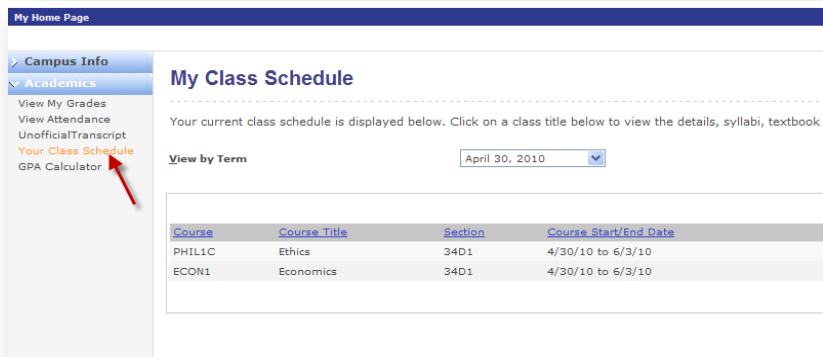 My Home Page
Campus Info
Academics
View My Grades
View Attendance
UnofficialTranscript
Your Class Schedule
GPA Calculator
My Class Schedule
Your current class schedule is displayed below. Click on a class title below to view the details, syllabi, textbook
View by Term April 30, 2010
Course Course Title Section Course Start/End Date
PHIL1C Ethics 34D1 4/30/10 to 6/3/10
ECON1 Economics 34D1 4/30/10 to 6/3/10